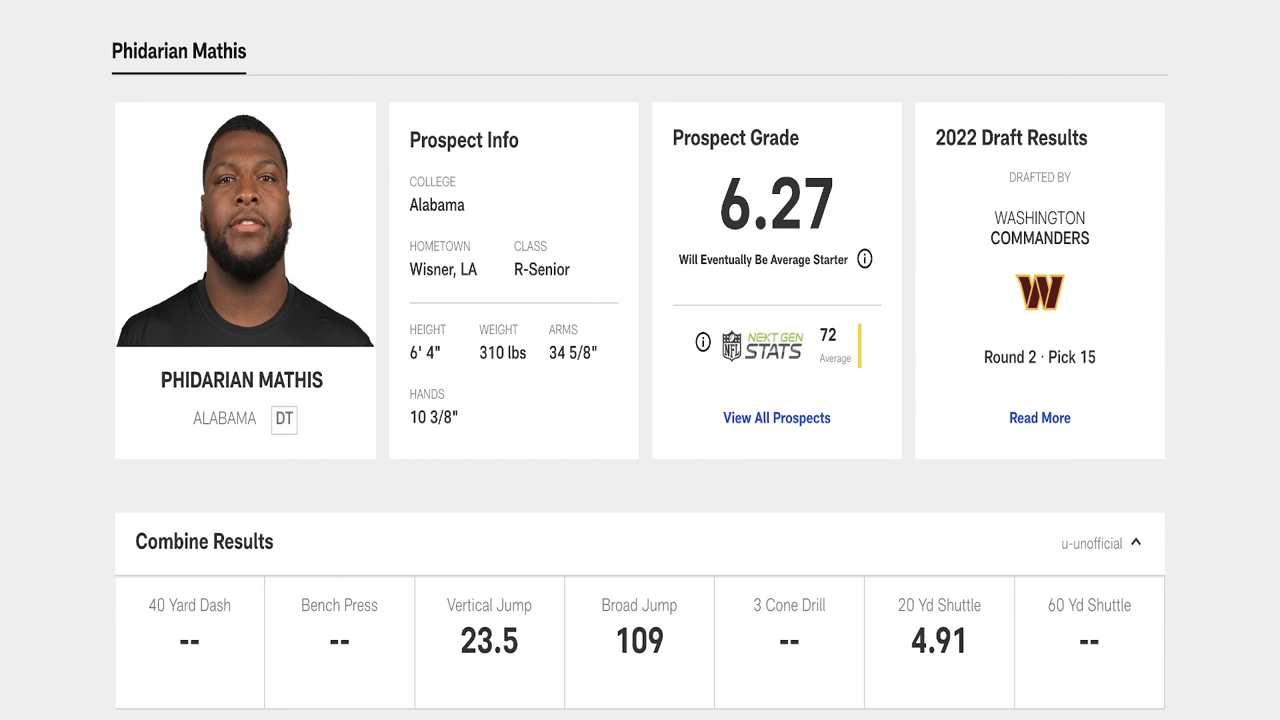 Phidarian Mathis
PHIDARIAN MATHIS
ALABAMA DT
Prospect Info
COLLEGE
Alabama
HOMETOWN CLASS
Wisner, LA R-Senior
HEIGHT WEIGHT ARMS
6' 4" 310 lbs 34 5/8"
HANDS
10 3/8"
Prospect Grade
6.27
Will Eventually Be Average Starter i
i NFL NEXT GEN STATS 72
Average
View All Prospects
2022 Draft Results
DRAFTED BY
WASHINGTON
COMMANDERS
W
Round 2 · Pick 15
Read More
Combine Results u-unofficial
40 Yard Dash Bench Press Vertical Jump Broad Jump 3 Cone Drill 20 Yd Shuttle 60 Yd Shuttle
-- -- 23.5 109 -- 4.91 --